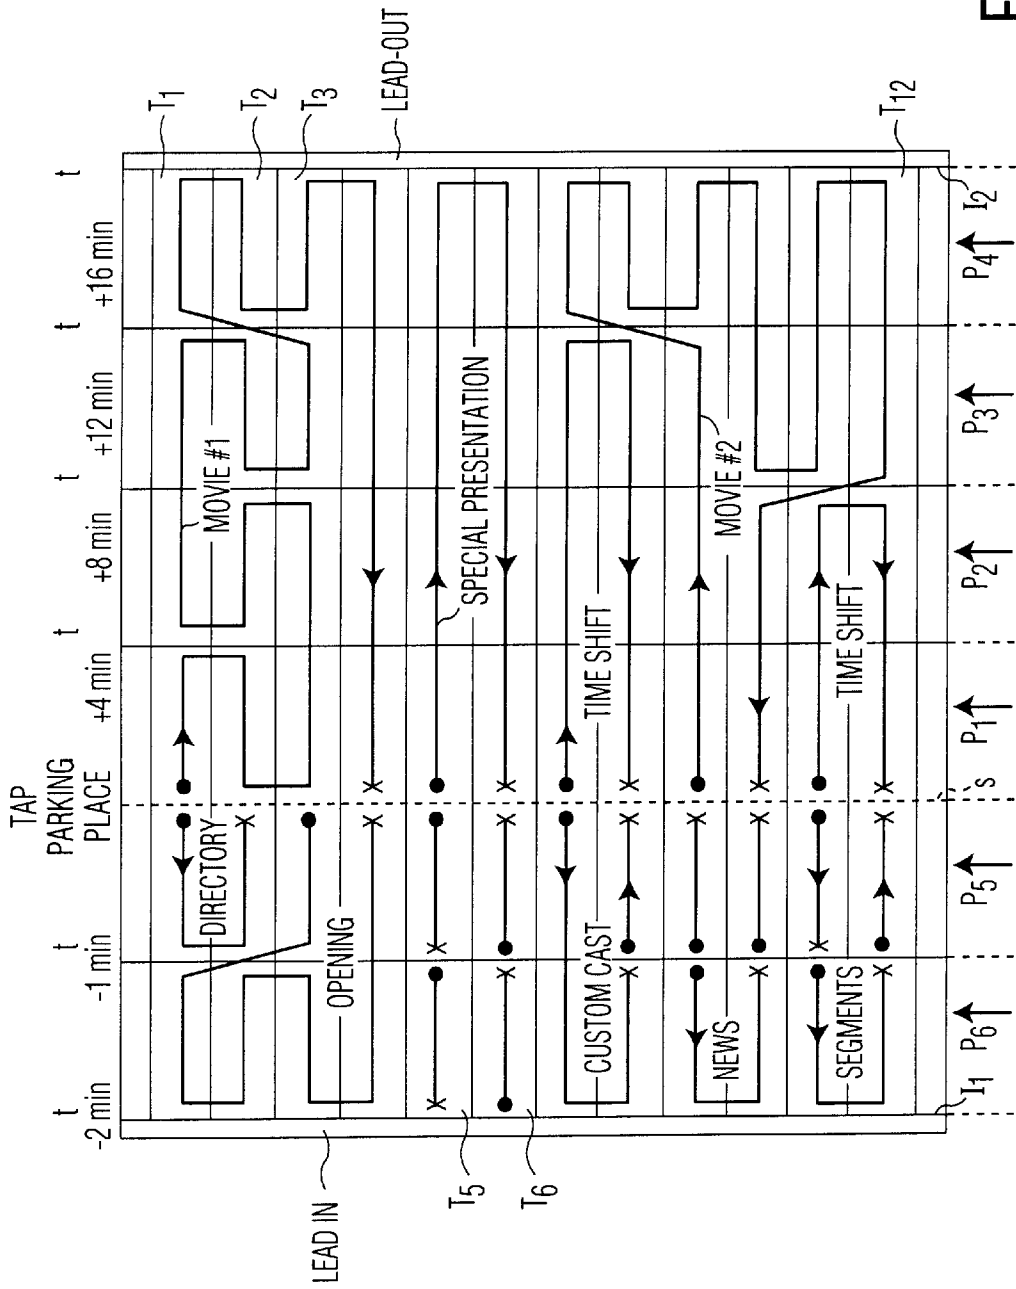 TAP
PARKING
PLACE
t t t t t t
-2 min -1 min +4 min +8 min +12 min +16 min
LEAD IN
LEAD-OUT
T1
T2
T3
T5
T6
T12
DIRECTORY
OPENING
MOVIE #1
SPECIAL PRESENTATION
CUSTOM CAST
TIME SHIFT
NEWS
MOVIE #2
SEGMENTS
TIME SHIFT
I1 S I2
P6 P5 P1 P2 P3 P4